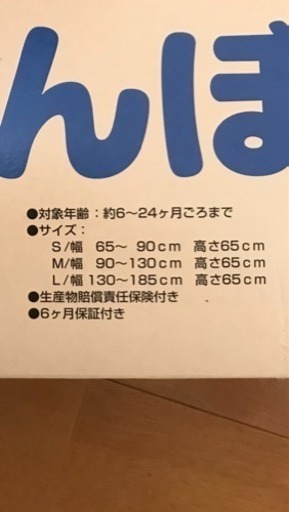 んぽ
●対象年齢：約6～24ヶ月ごろまで
●サイズ：
S/幅 65～ 90cm 高さ65cm
M/幅 90～130cm 高さ65cm
L/幅 130～185cm 高さ65cm
●生産物賠償責任保険付き
●6ヶ月保証付き